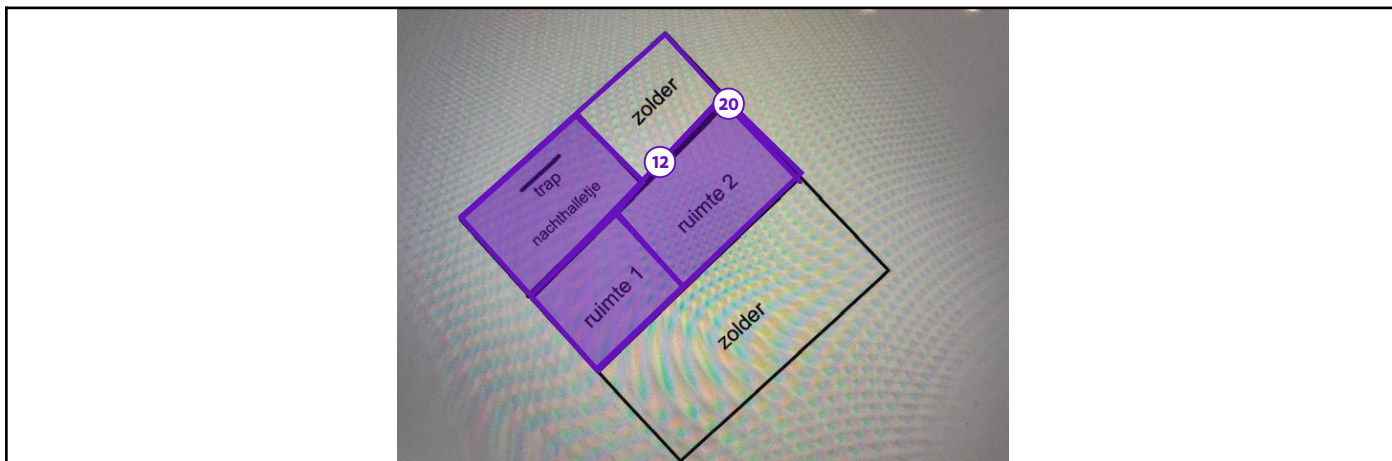 zolder
20
12
trap
nachthalletje
ruimte 2
ruimte 1
zolder